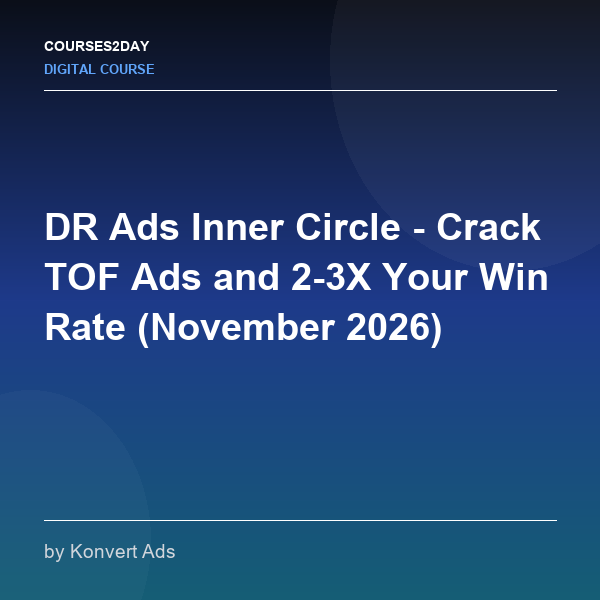 COURSES2DAY
DIGITAL COURSE
DR Ads Inner Circle - Crack
TOF Ads and 2-3X Your Win
Rate (November 2026)
by Konvert Ads